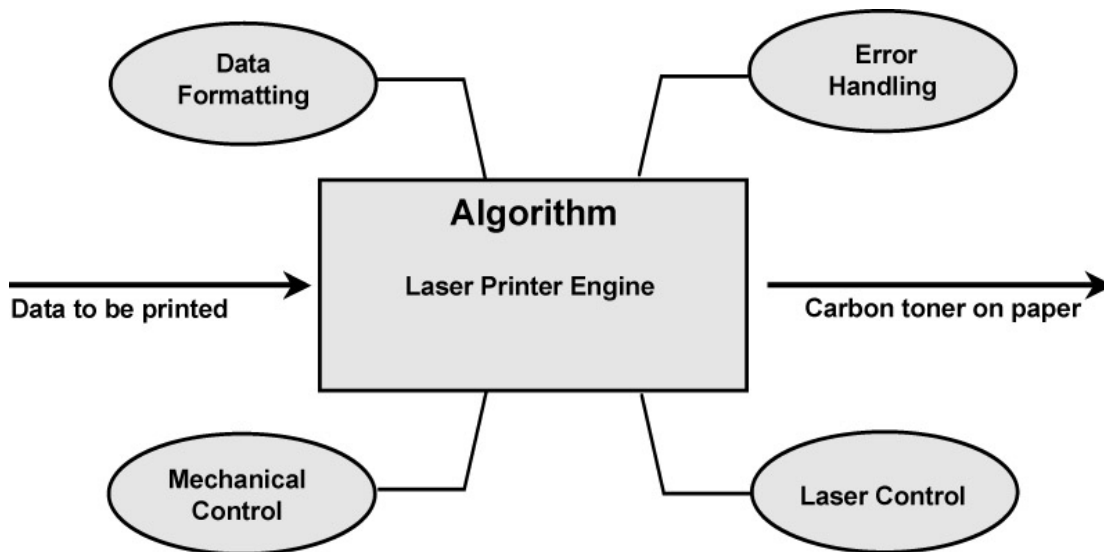 Data
Formatting
Error
Handling
Algorithm
Laser Printer Engine
Data to be printed
Carbon toner on paper
Mechanical
Control
Laser Control